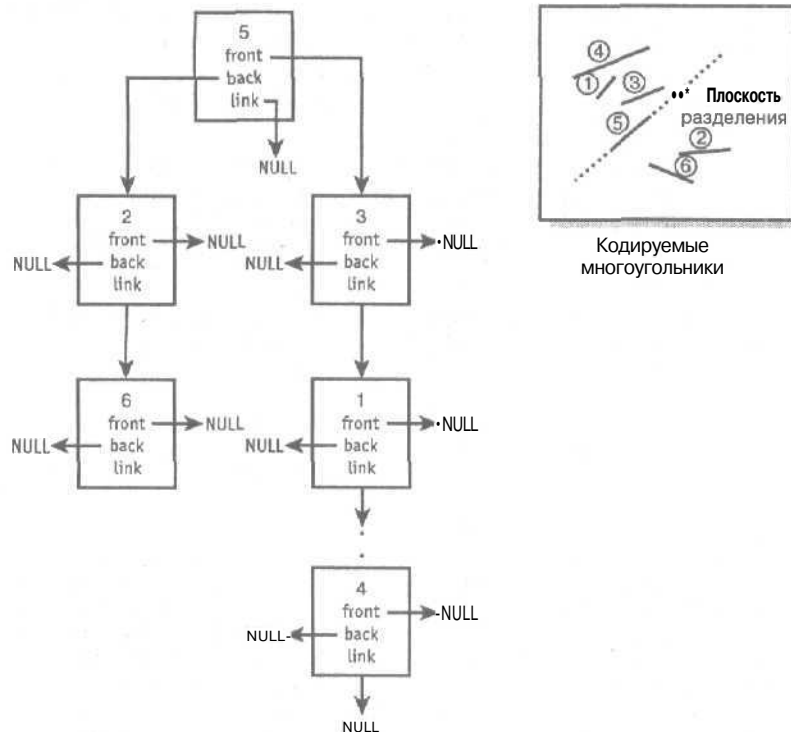 5
front
back
link
NULL
2
front
back
link
NULL
NULL
3
front
back
link
NULL
NULL
6
front
back
link
NULL
NULL
1
front
back
link
NULL
NULL
4
front
back
link
NULL
NULL
NULL
4
1
3
5
2
6
Плоскость
разделения
Кодируемые
многоугольники